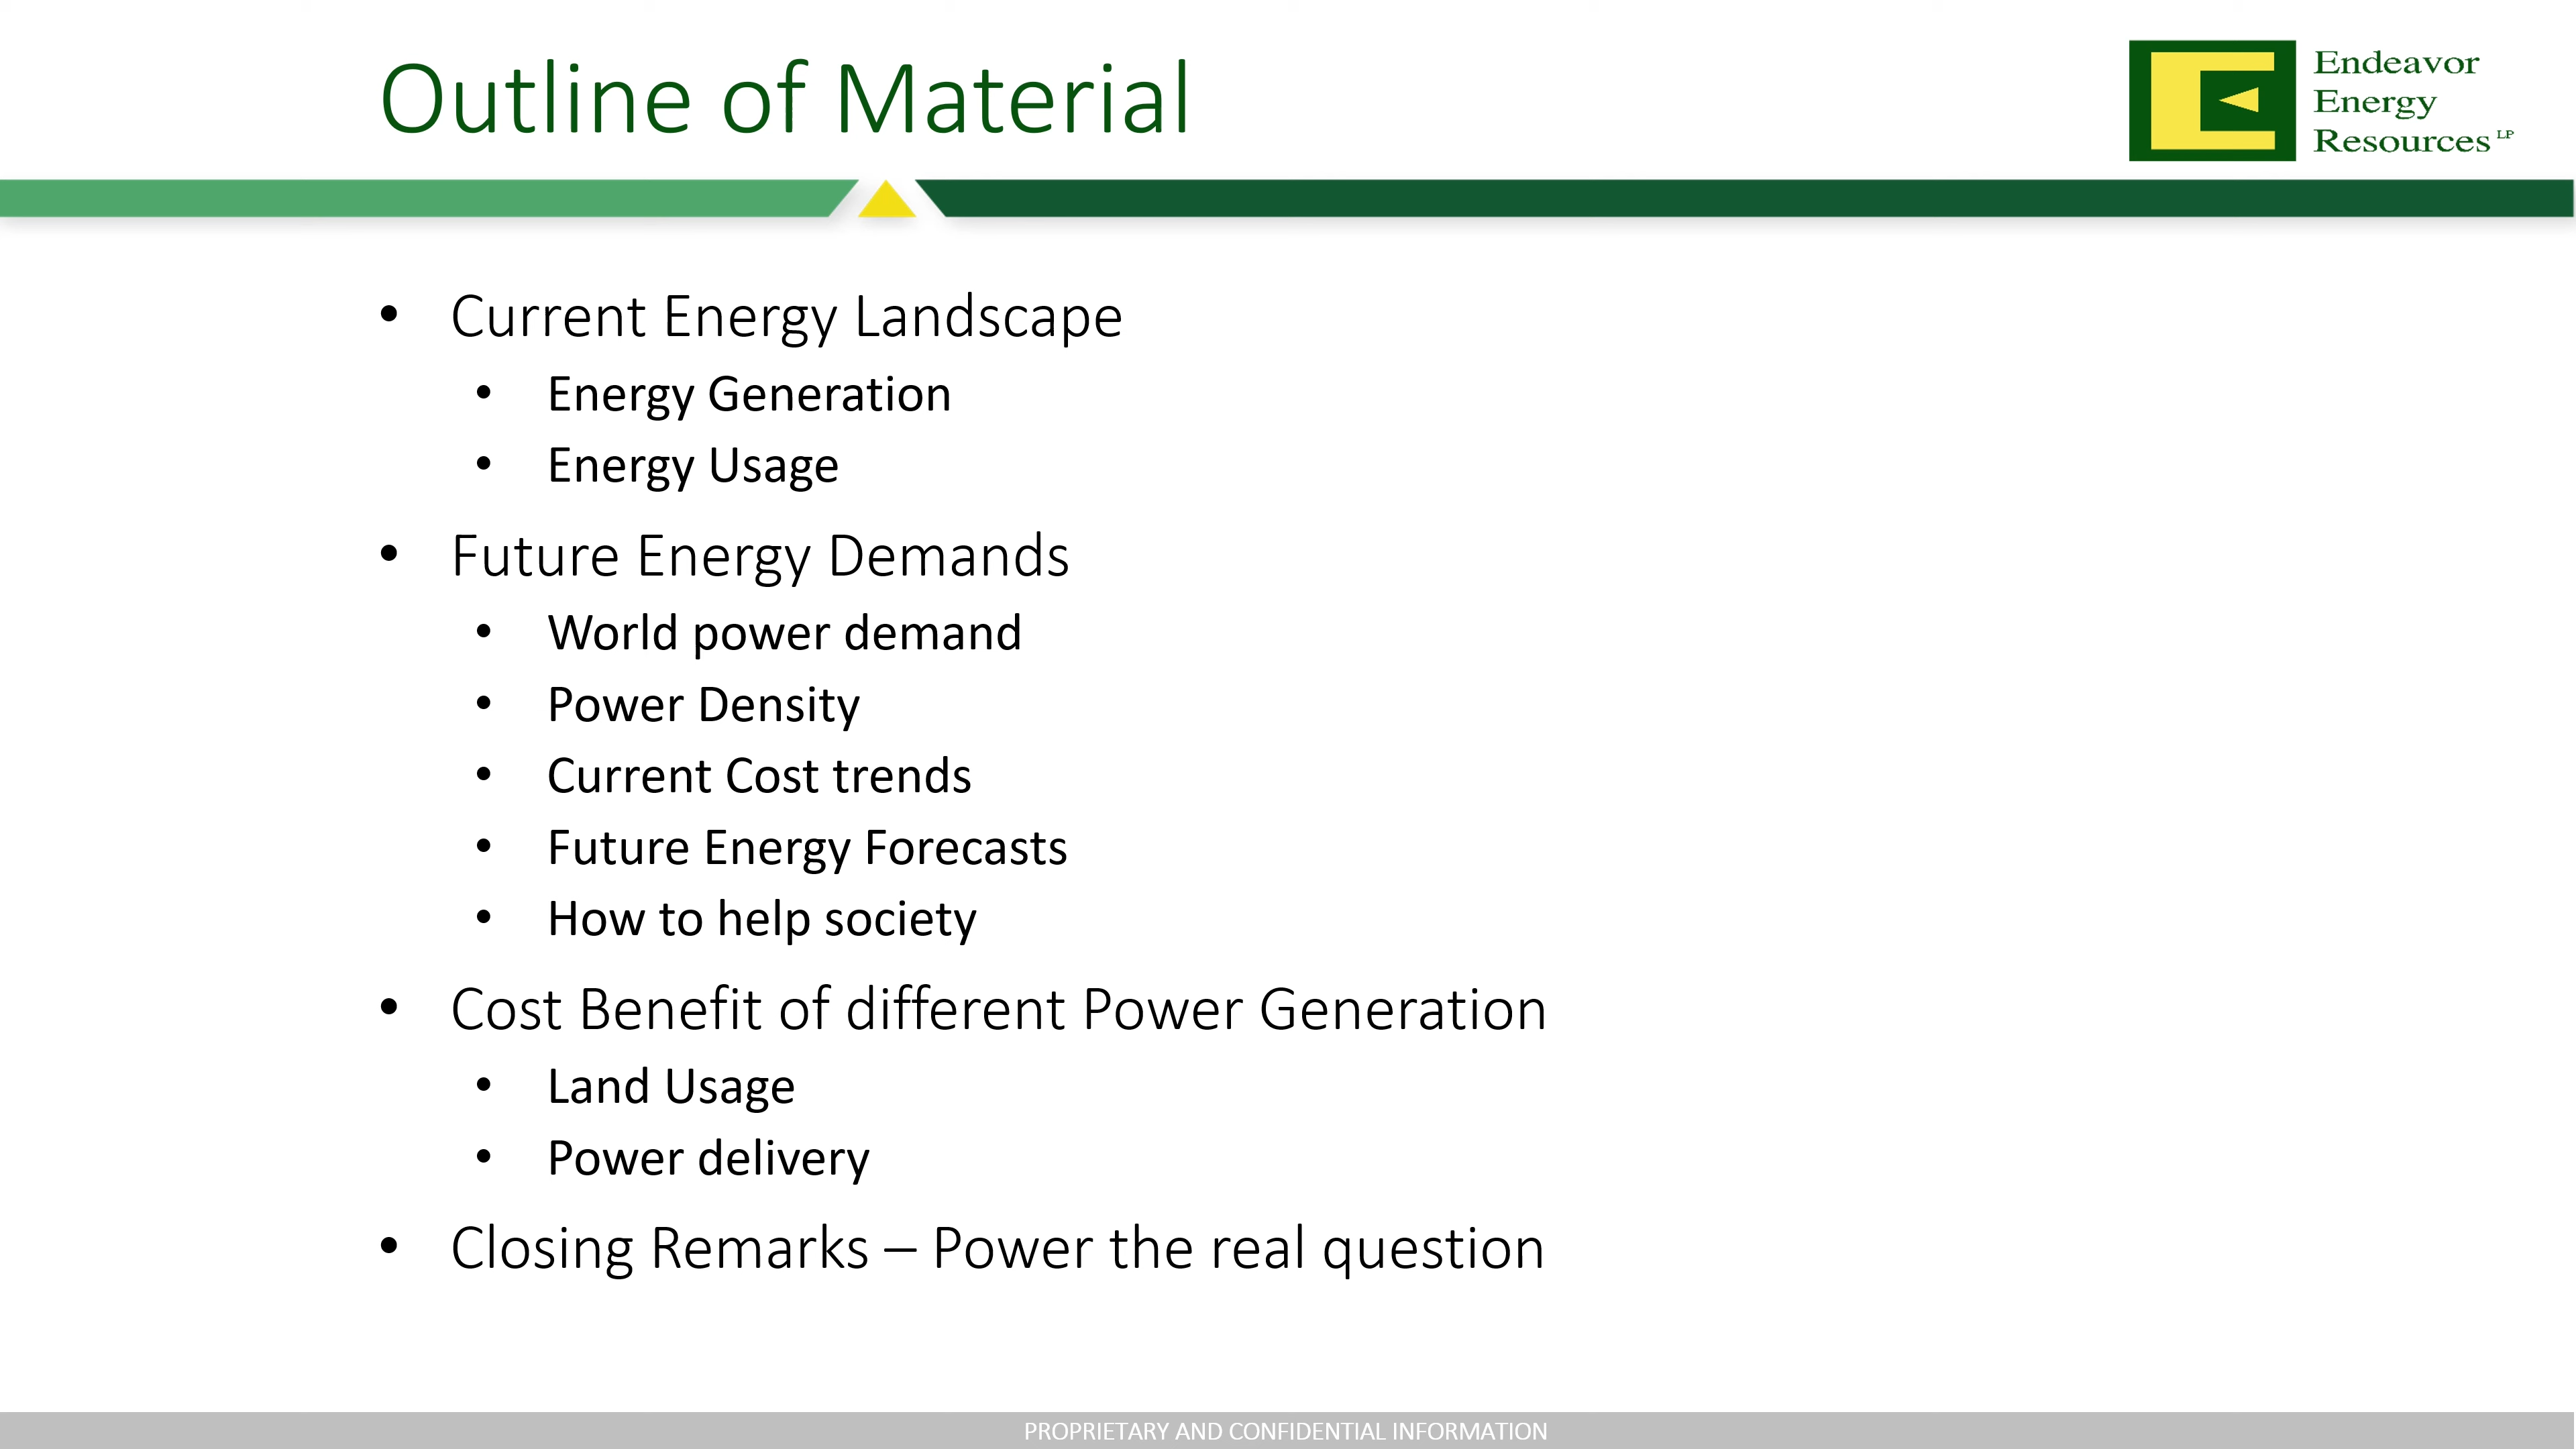 Outline of Material
Endeavor
Energy
Resources LP
• Current Energy Landscape
• Energy Generation
• Energy Usage
• Future Energy Demands
• World power demand
• Power Density
• Current Cost trends
• Future Energy Forecasts
• How to help society
• Cost Benefit of different Power Generation
• Land Usage
• Power delivery
• Closing Remarks – Power the real question
PROPRIETARY AND CONFIDENTIAL INFORMATION